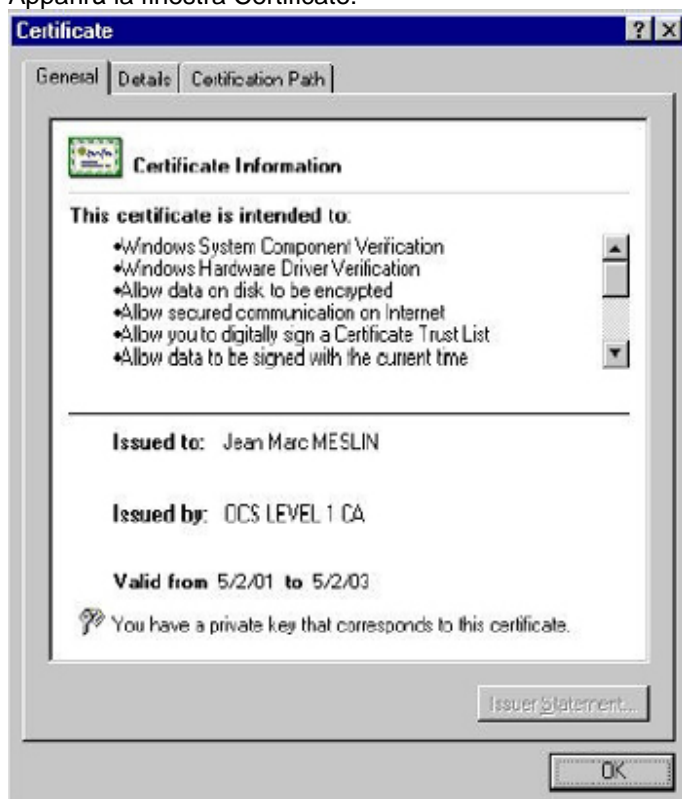 Apparirà la finestra Certificato.
Certificate
General Details Certification Path
Certificate Information
This certificate is intended to:
•Windows System Component Verification
•Windows Hardware Driver Verification
•Allow data on disk to be encrypted
•Allow secured communication on Internet
•Allow you to digitally sign a Certificate Trust List
•Allow data to be signed with the current time
Issued to: Jean Marc MESLIN
Issued by: OCS LEVEL 1 CA
Valid from 5/2/01 to 5/2/03
You have a private key that corresponds to this certificate.
Issuer Statement...
OK